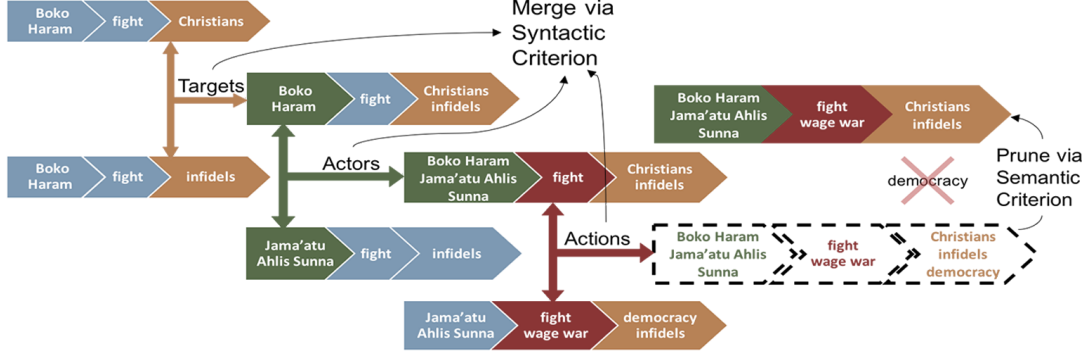 Boko
Haram
fight
Christians
Merge via
Syntactic
Criterion
Targets
Boko
Haram
fight
Christians
infidels
Boko Haram
Jama'atu Ahlis
Sunna
fight
wage war
Christians
infidels
Boko
Haram
fight
infidels
Actors
Boko Haram
Jama'atu Ahlis
Sunna
fight
Christians
infidels
democracy
Prune via
Semantic
Criterion
Jama'atu
Ahlis Sunna
fight
infidels
Actions
Boko Haram
Jama'atu Ahlis
Sunna
fight
wage war
Christians
infidels
democracy
Jama'atu
Ahlis Sunna
fight
wage war
democracy
infidels